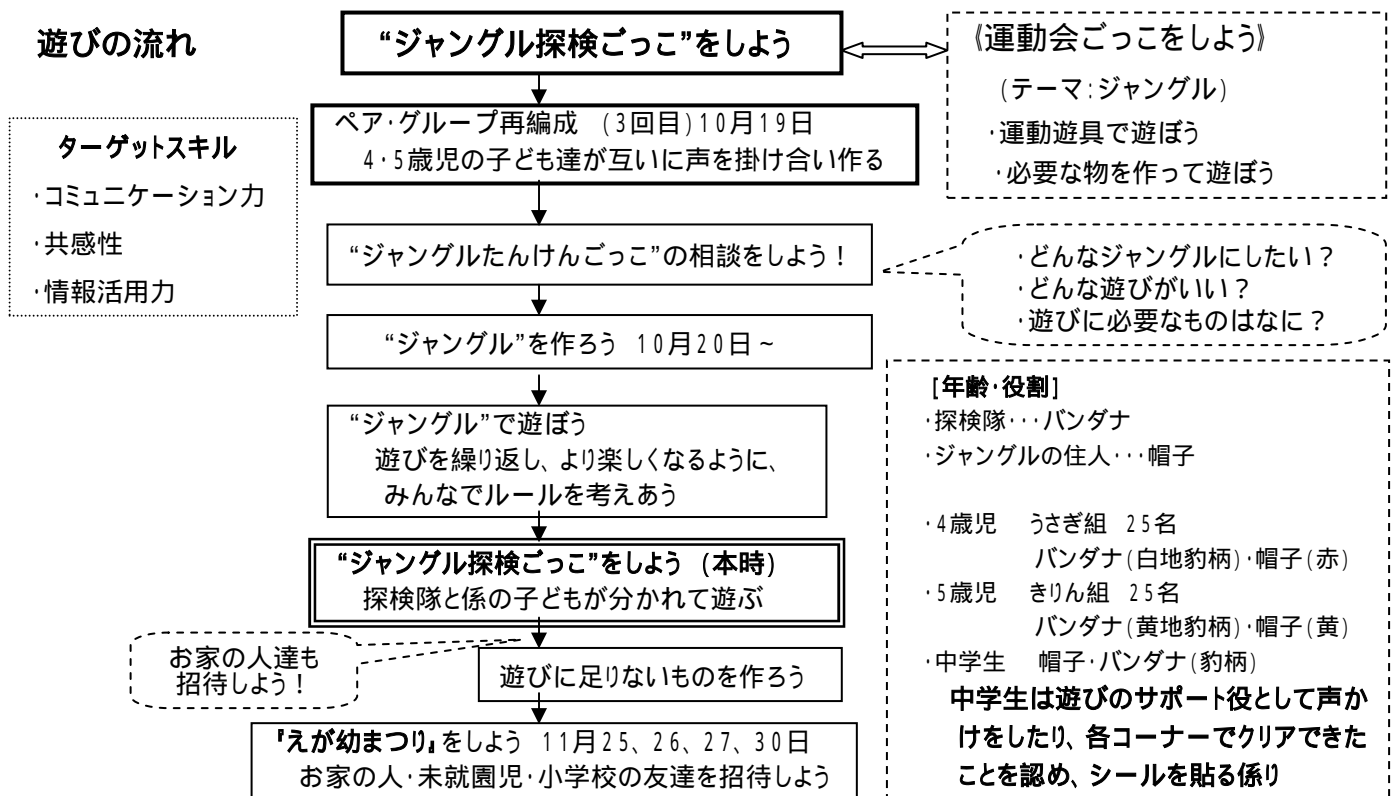 遊びの流れ
“ジャングル探検ごっこ”をしよう
《運動会ごっこをしよう》
(テーマ:ジャングル)
・運動遊具で遊ぼう
・必要な物を作って遊ぼう
ターゲットスキル
・コミュニケーション力
・共感性
・情報活用力
ペア・グループ再編成 (3回目)10月19日
4・5歳児の子ども達が互いに声を掛け合い作る
“ジャングルたんけんごっこ”の相談をしよう!
・どんなジャングルにしたい?
・どんな遊びがいい?
・遊びに必要なものはなに?
“ジャングル”を作ろう 10月20日~
“ジャングル”で遊ぼう
遊びを繰り返し、より楽しくなるように、
みんなでルールを考えあう
“ジャングル探検ごっこ”をしよう (本時)
探検隊と係の子どもが分かれて遊ぶ
お家の人達も
招待しよう!
遊びに足りないものを作ろう
『えが幼まつり』をしよう 11月25、26、27、30日
お家の人・未就園児・小学校の友達を招待しよう
[年齢・役割]
・探検隊・・・バンダナ
・ジャングルの住人・・・帽子
・4歳児 うさぎ組 25名
バンダナ(白地豹柄)・帽子(赤)
・5歳児 きりん組 25名
バンダナ(黄地豹柄)・帽子(黄)
・中学生 帽子・バンダナ(豹柄)
中学生は遊びのサポート役として声か
けをしたり、各コーナーでクリアできた
ことを認め、シールを貼る係り